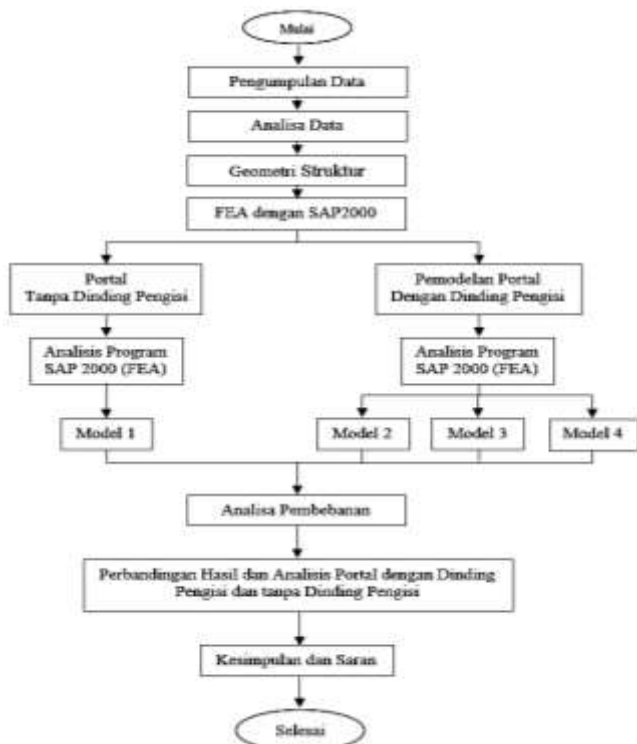 Mulai
Pengumpulan Data
Analisa Data
Geometri Struktur
FEA dengan SAP2000
Portal
Tanpa Dinding Pengisi
Pemodelan Portal
Dengan Dinding Pengisi
Analisis Program
SAP 2000 (FEA)
Analisis Program
SAP 2000 (FEA)
Model 1
Model 2
Model 3
Model 4
Analisa Pembebanan
Perbandingan Hasil dan Analisis Portal dengan Dinding
Pengisi dan tanpa Dinding Pengisi
Kesimpulan dan Saran
Selesai